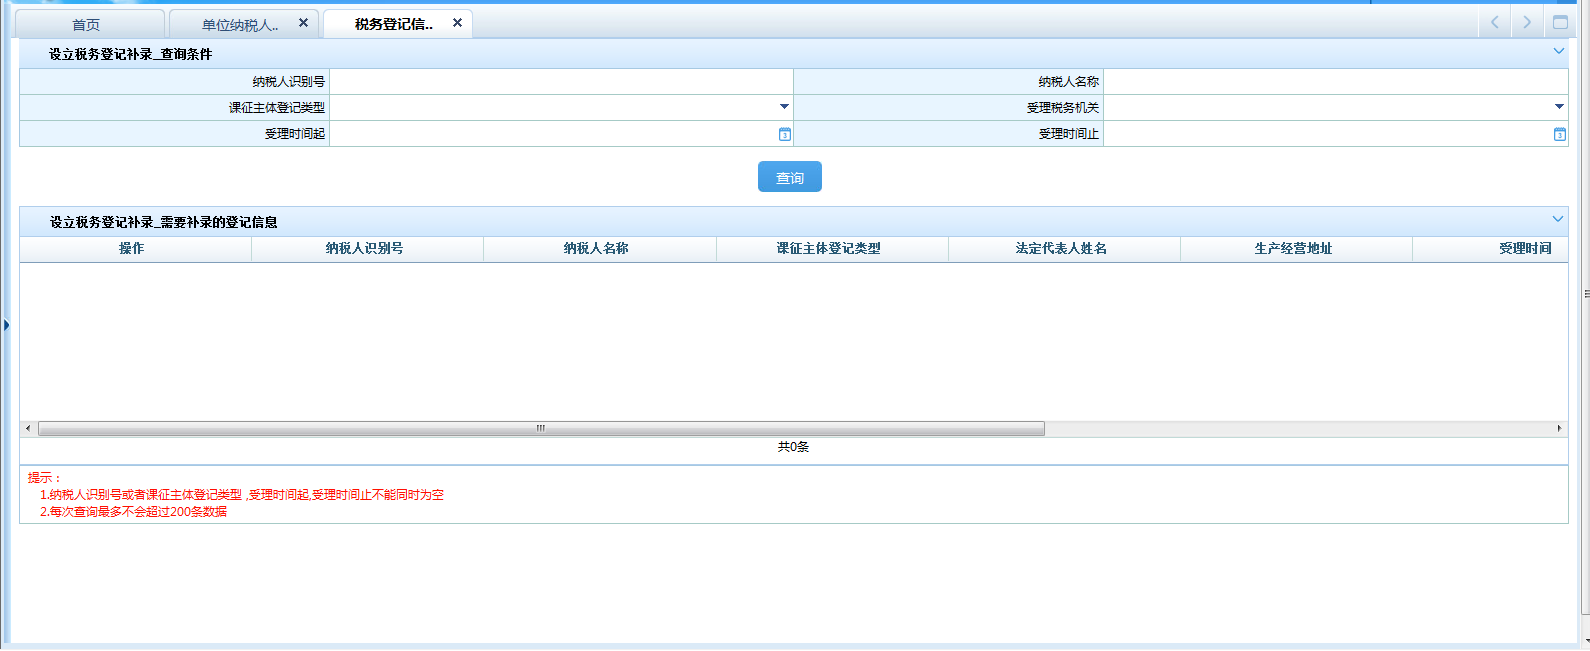 首页 单位纳税人.. 税务登记信..
设立税务登记补录_查询条件
纳税人识别号 纳税人名称
课征主体登记类型 受理税务机关
受理时间起 受理时间止
查询
设立税务登记补录_需要补录的登记信息
操作 纳税人识别号 纳税人名称 课征主体登记类型 法定代表人姓名 生产经营地址 受理时间
共0条
提示：
1.纳税人识别号或者课征主体登记类型 ,受理时间起,受理时间止不能同时为空
2.每次查询最多不会超过200条数据